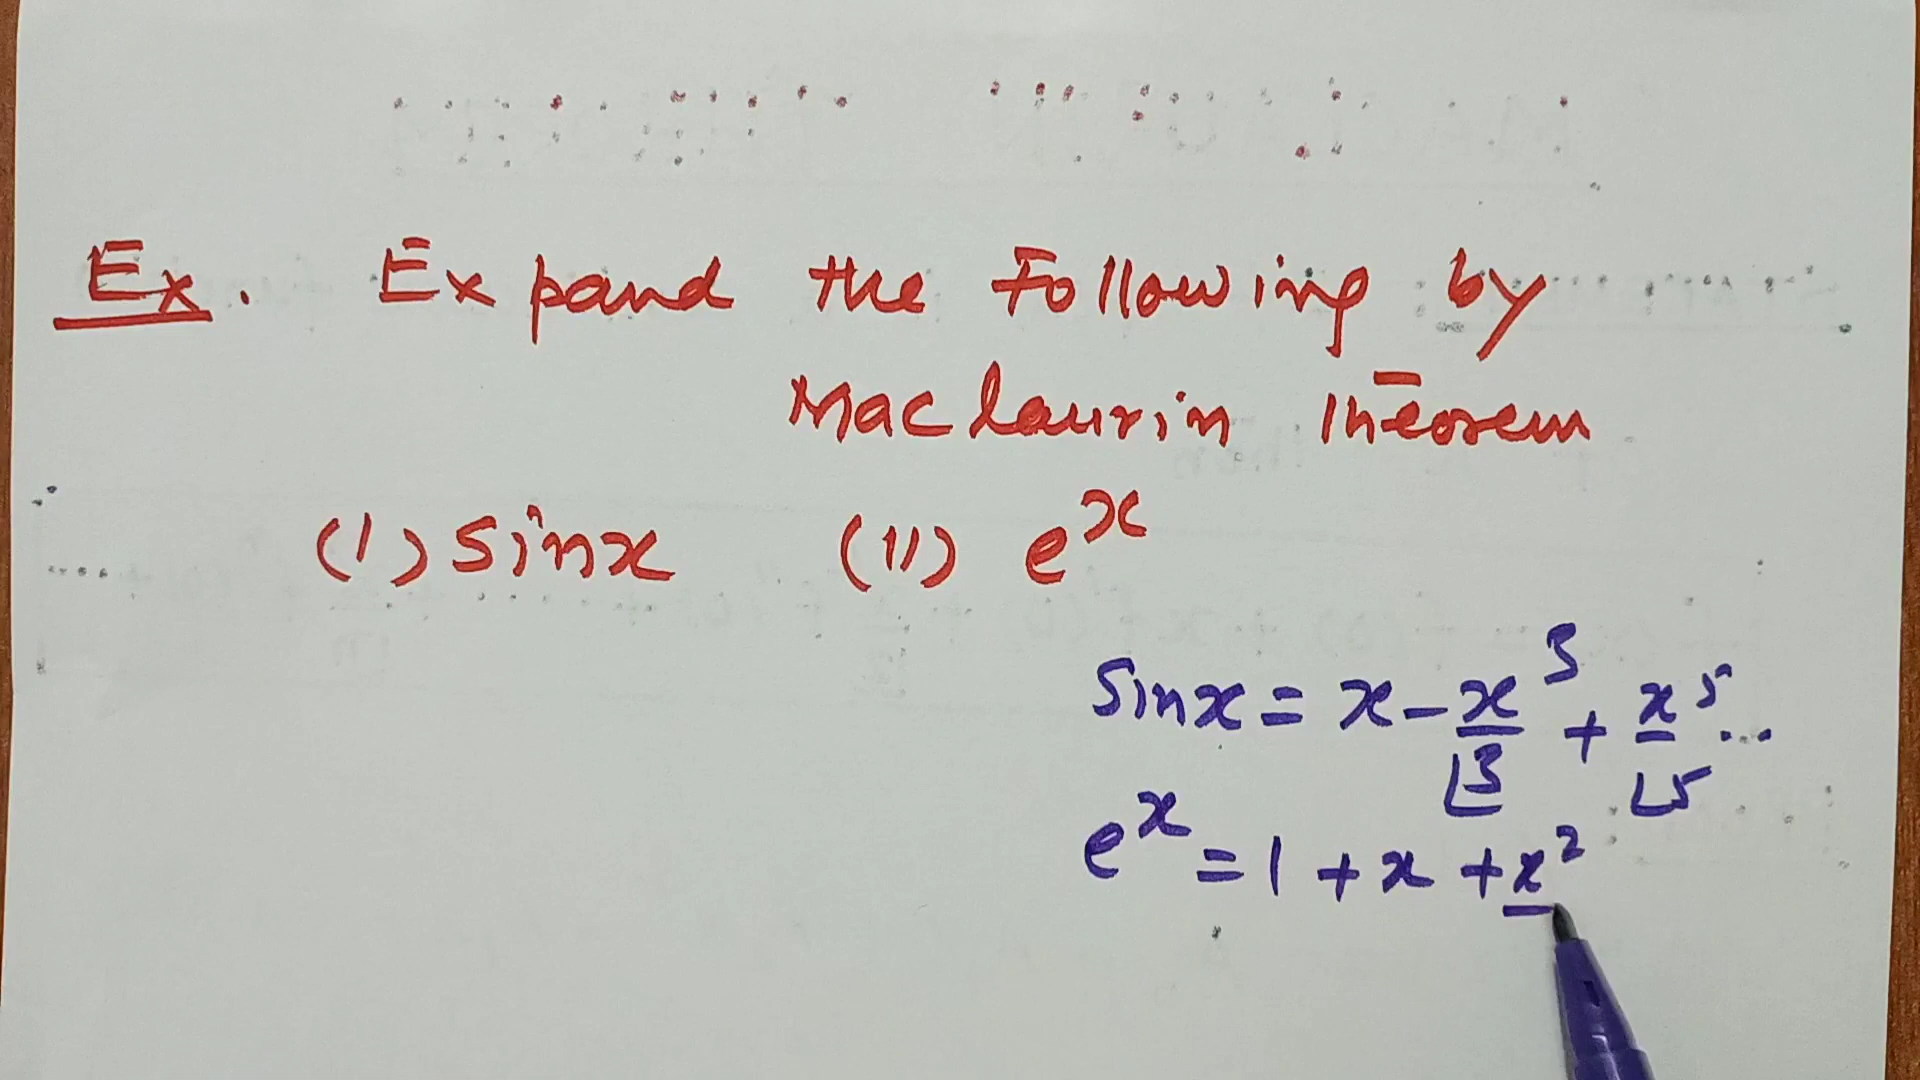 Ex. Expand the Following by
Maclaurin Theorem
(I) sinx (II) e^x
Sinx = x - x^3/⌊3 + x^5/⌊5 ...
e^x = 1 + x + x^2